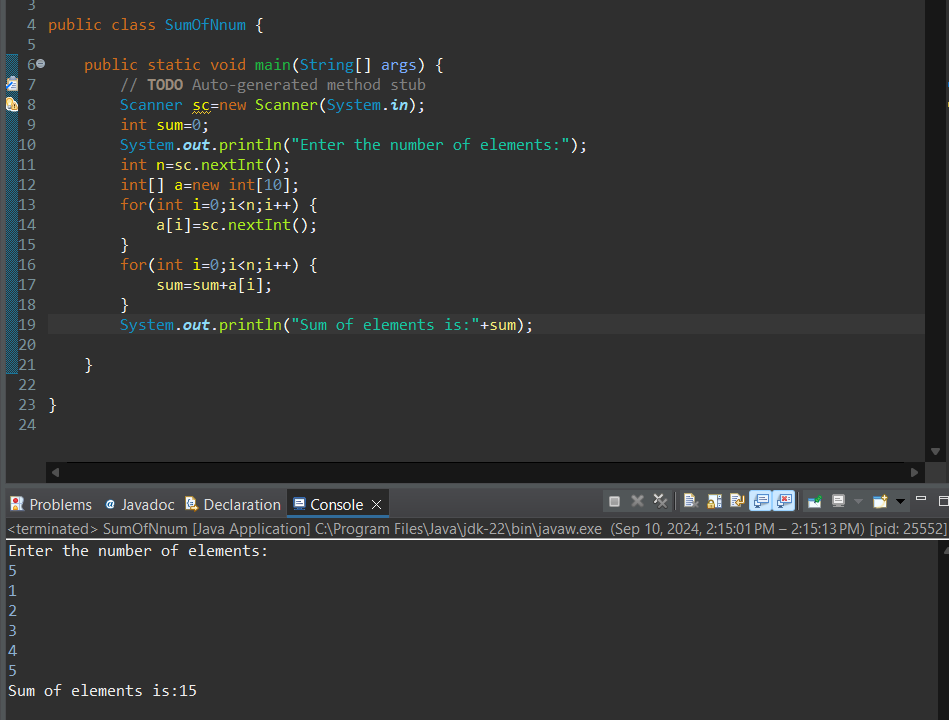 3
4 public class SumOfNnum {
5
6     public static void main(String[] args) {
7         // TODO Auto-generated method stub
8         Scanner sc=new Scanner(System.in);
9         int sum=0;
10         System.out.println("Enter the number of elements:");
11         int n=sc.nextInt();
12         int[] a=new int[10];
13         for(int i=0;i<n;i++) {
14             a[i]=sc.nextInt();
15         }
16         for(int i=0;i<n;i++) {
17             sum=sum+a[i];
18         }
19         System.out.println("Sum of elements is:"+sum);
20
21     }
22
23 }
24
Problems @ Javadoc Declaration Console
<terminated> SumOfNnum [Java Application] C:\Program Files\Java\jdk-22\bin\javaw.exe (Sep 10, 2024, 2:15:01 PM – 2:15:13 PM) [pid: 25552]
Enter the number of elements:
5
1
2
3
4
5
Sum of elements is:15